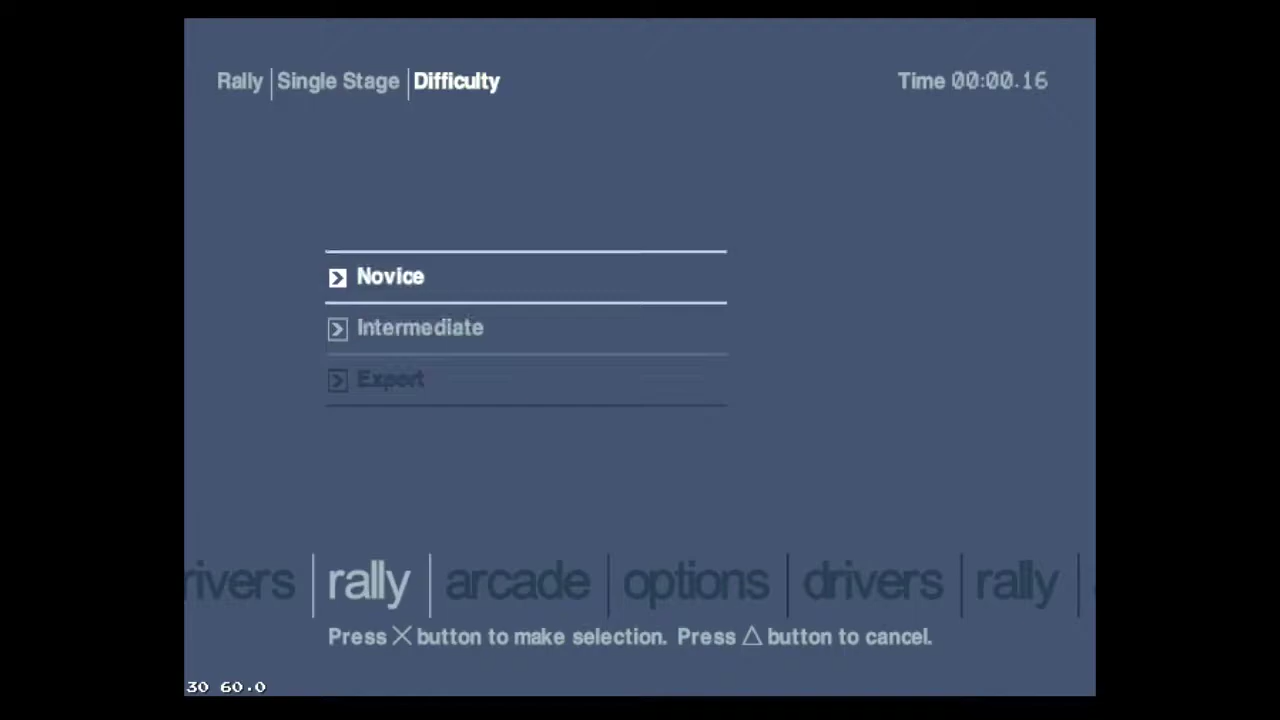 Rally Single Stage Difficulty Time 00:00.16
Novice
Intermediate
Expert
rivers rally arcade options drivers rally
Press X button to make selection. Press △ button to cancel.
30 60.0